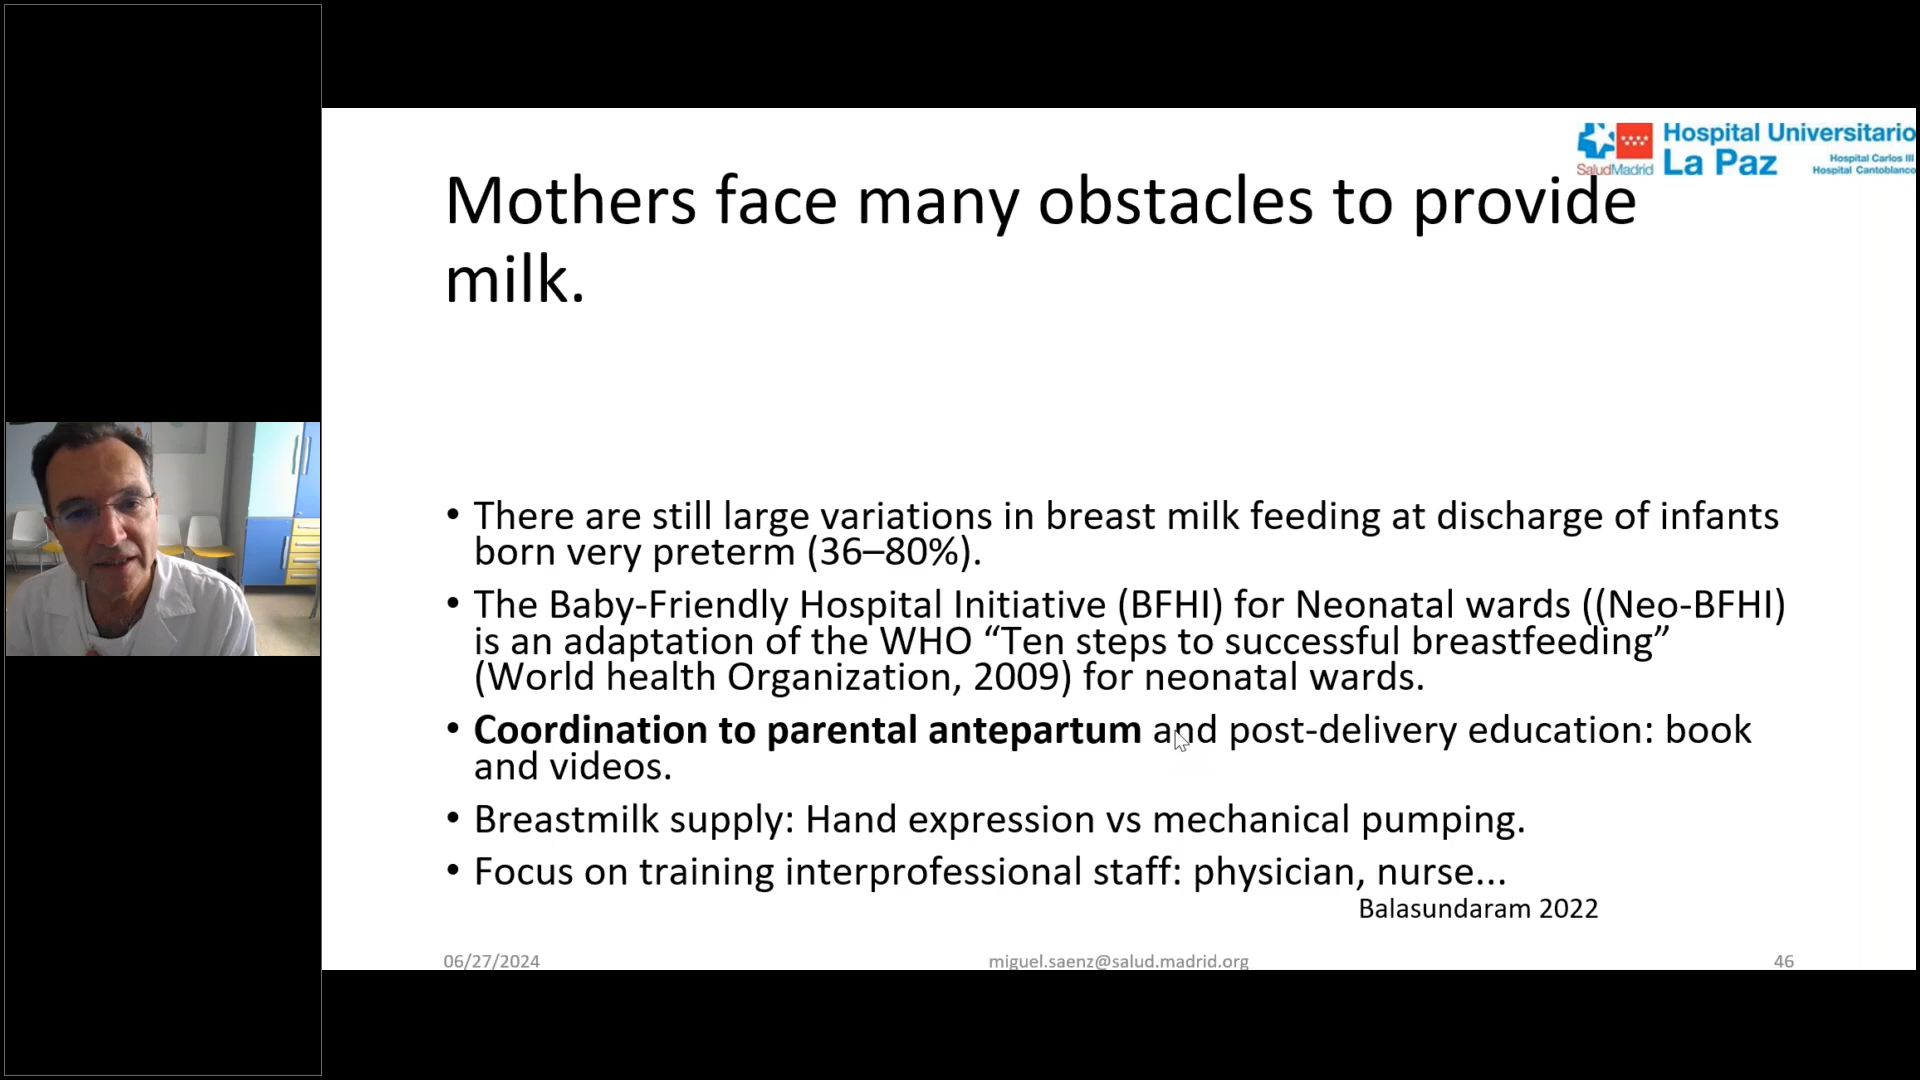 Hospital Universitario
La Paz
Hospital Carlos III
Hospital Cantoblanco
SaludMadrid
Mothers face many obstacles to provide
milk.
• There are still large variations in breast milk feeding at discharge of infants
born very preterm (36–80%).
• The Baby-Friendly Hospital Initiative (BFHI) for Neonatal wards ((Neo-BFHI)
is an adaptation of the WHO “Ten steps to successful breastfeeding”
(World health Organization, 2009) for neonatal wards.
• Coordination to parental antepartum and post-delivery education: book
and videos.
• Breastmilk supply: Hand expression vs mechanical pumping.
• Focus on training interprofessional staff: physician, nurse...
Balasundaram 2022
06/27/2024
miguel.saenz@salud.madrid.org
46